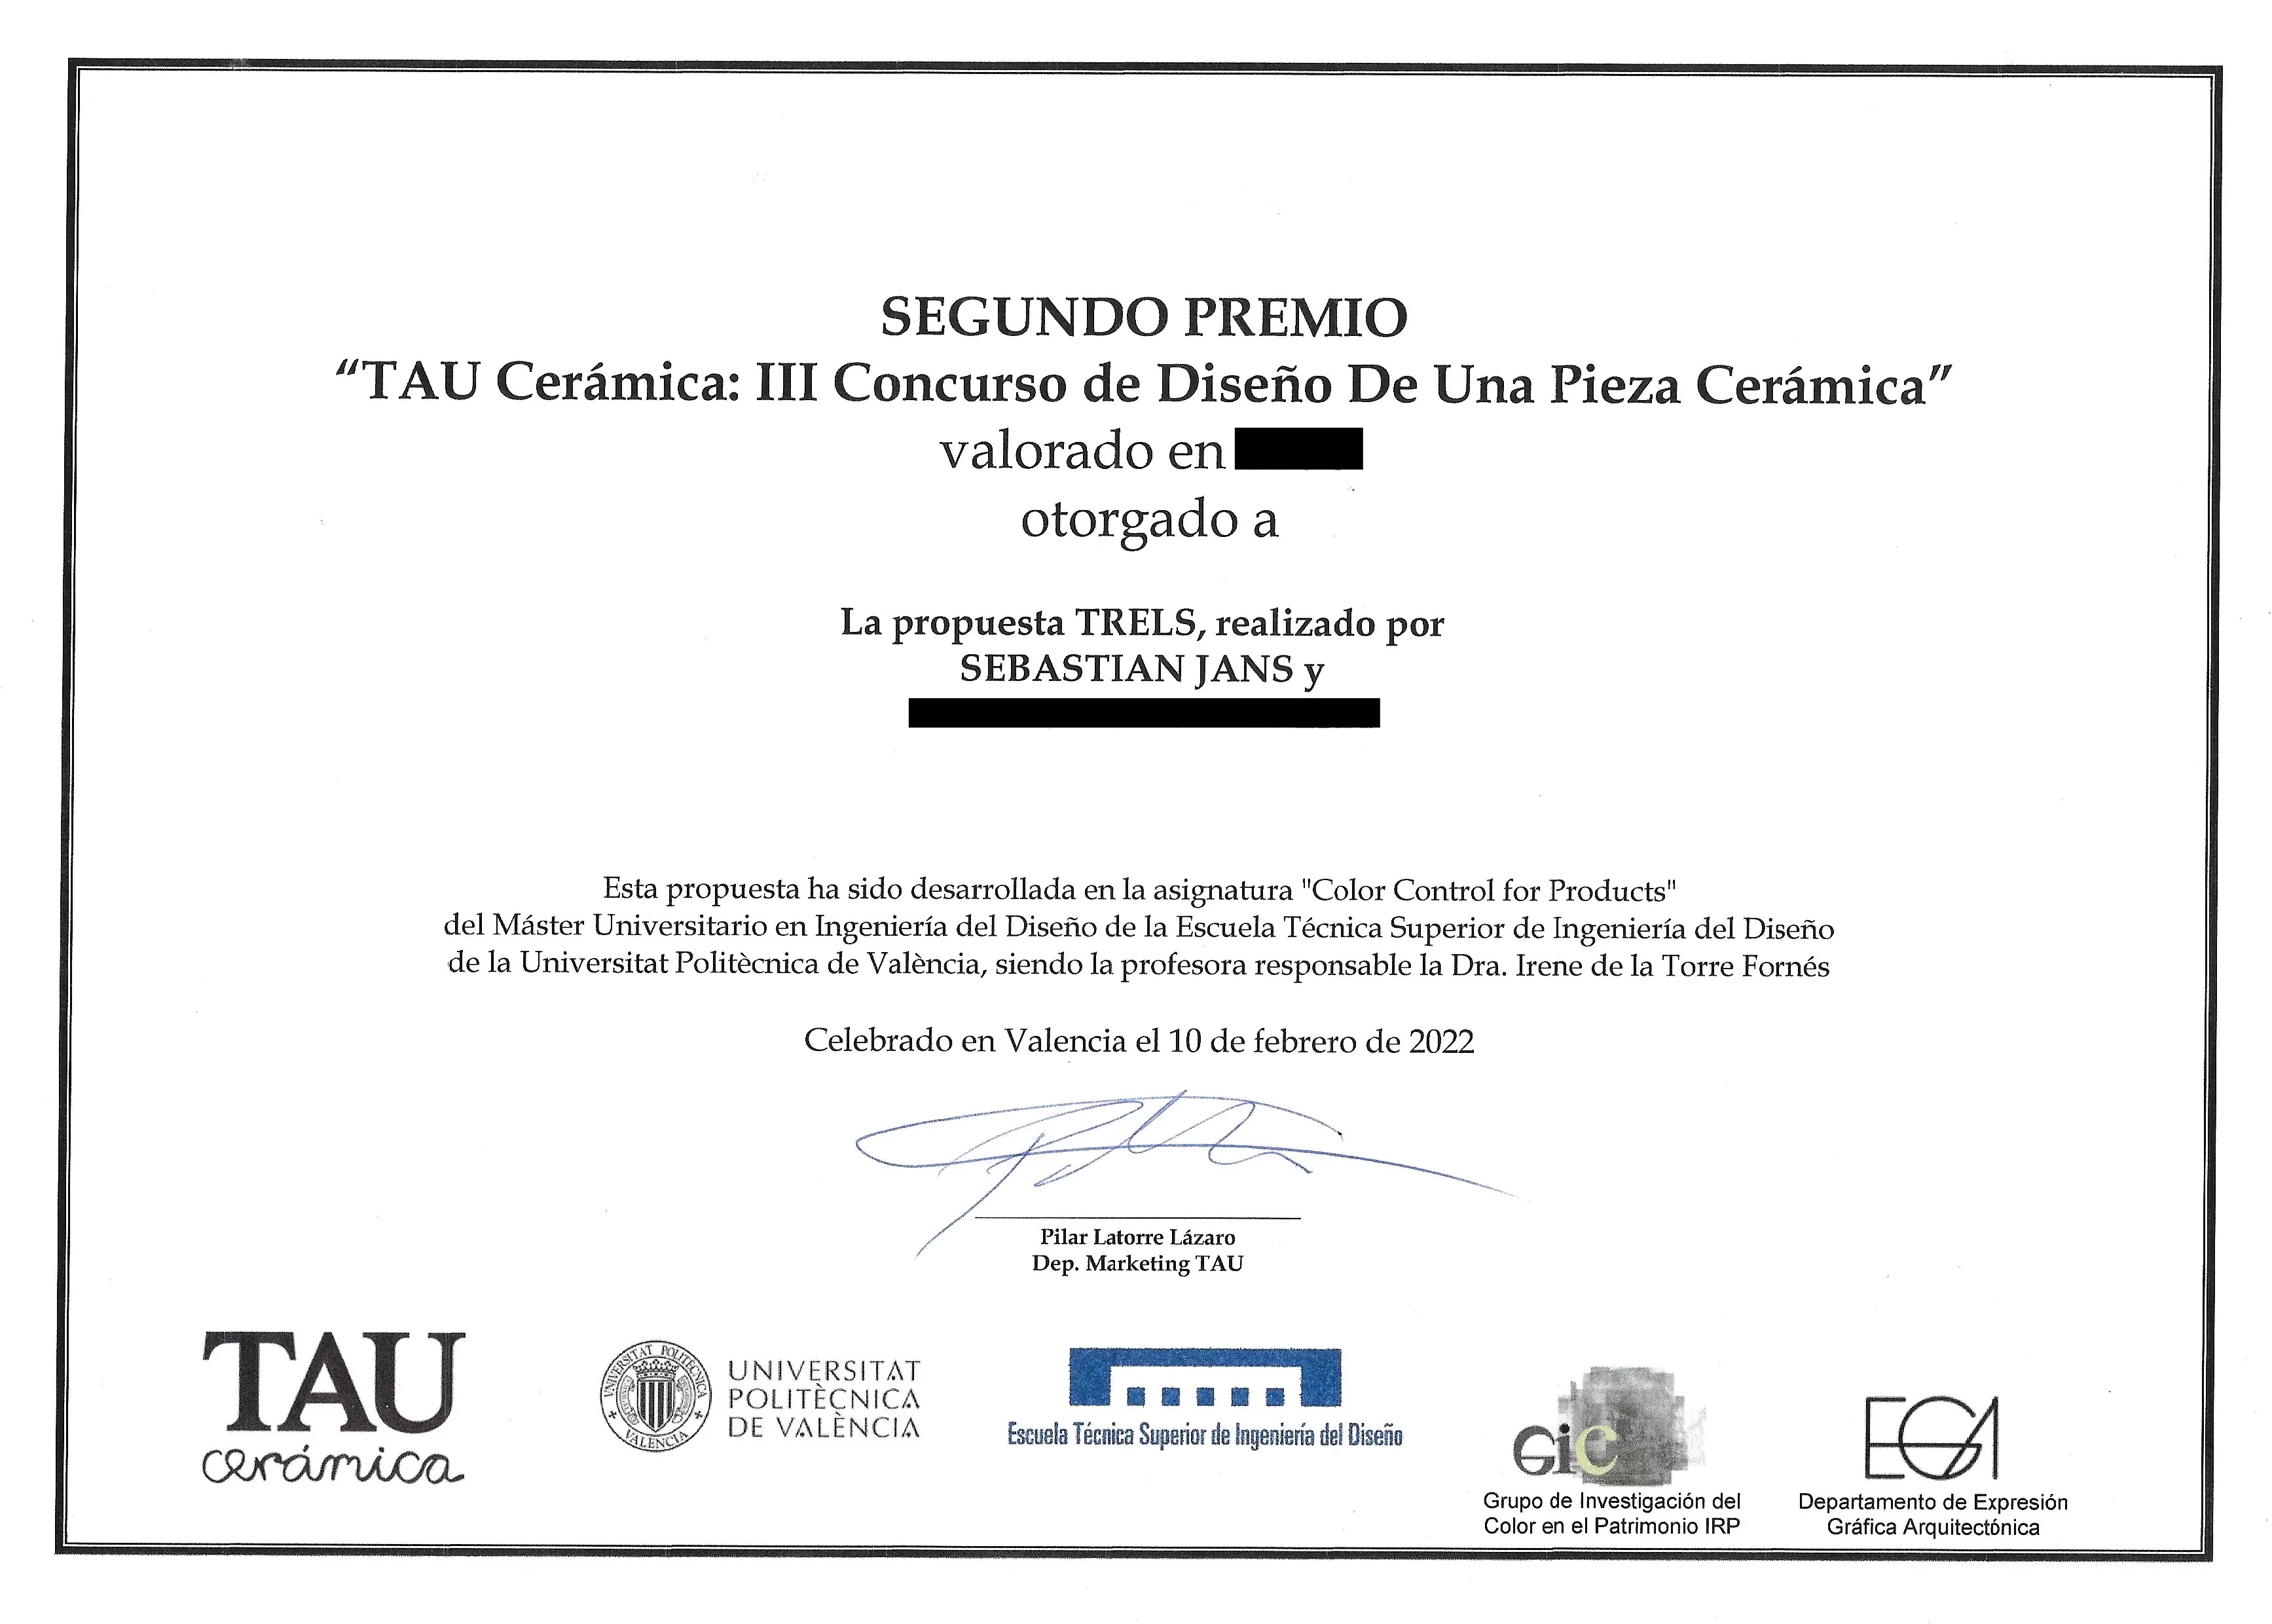 SEGUNDO PREMIO
“TAU Cerámica: III Concurso de Diseño De Una Pieza Cerámica”
valorado en
otorgado a
La propuesta TRELS, realizado por
SEBASTIAN JANS y
Esta propuesta ha sido desarrollada en la asignatura "Color Control for Products"
del Máster Universitario en Ingeniería del Diseño de la Escuela Técnica Superior de Ingeniería del Diseño
de la Universitat Politècnica de València, siendo la profesora responsable la Dra. Irene de la Torre Fornés
Celebrado en Valencia el 10 de febrero de 2022
Pilar Latorre Lázaro
Dep. Marketing TAU
TAU
cerámica
UNIVERSITAT POLITÈCNICA
VALENCIA
UNIVERSITAT
POLITÈCNICA
DE VALÈNCIA
Escuela Técnica Superior de Ingeniería del Diseño
Gic
Grupo de Investigación del
Color en el Patrimonio IRP
EGA
Departamento de Expresión
Gráfica Arquitectónica